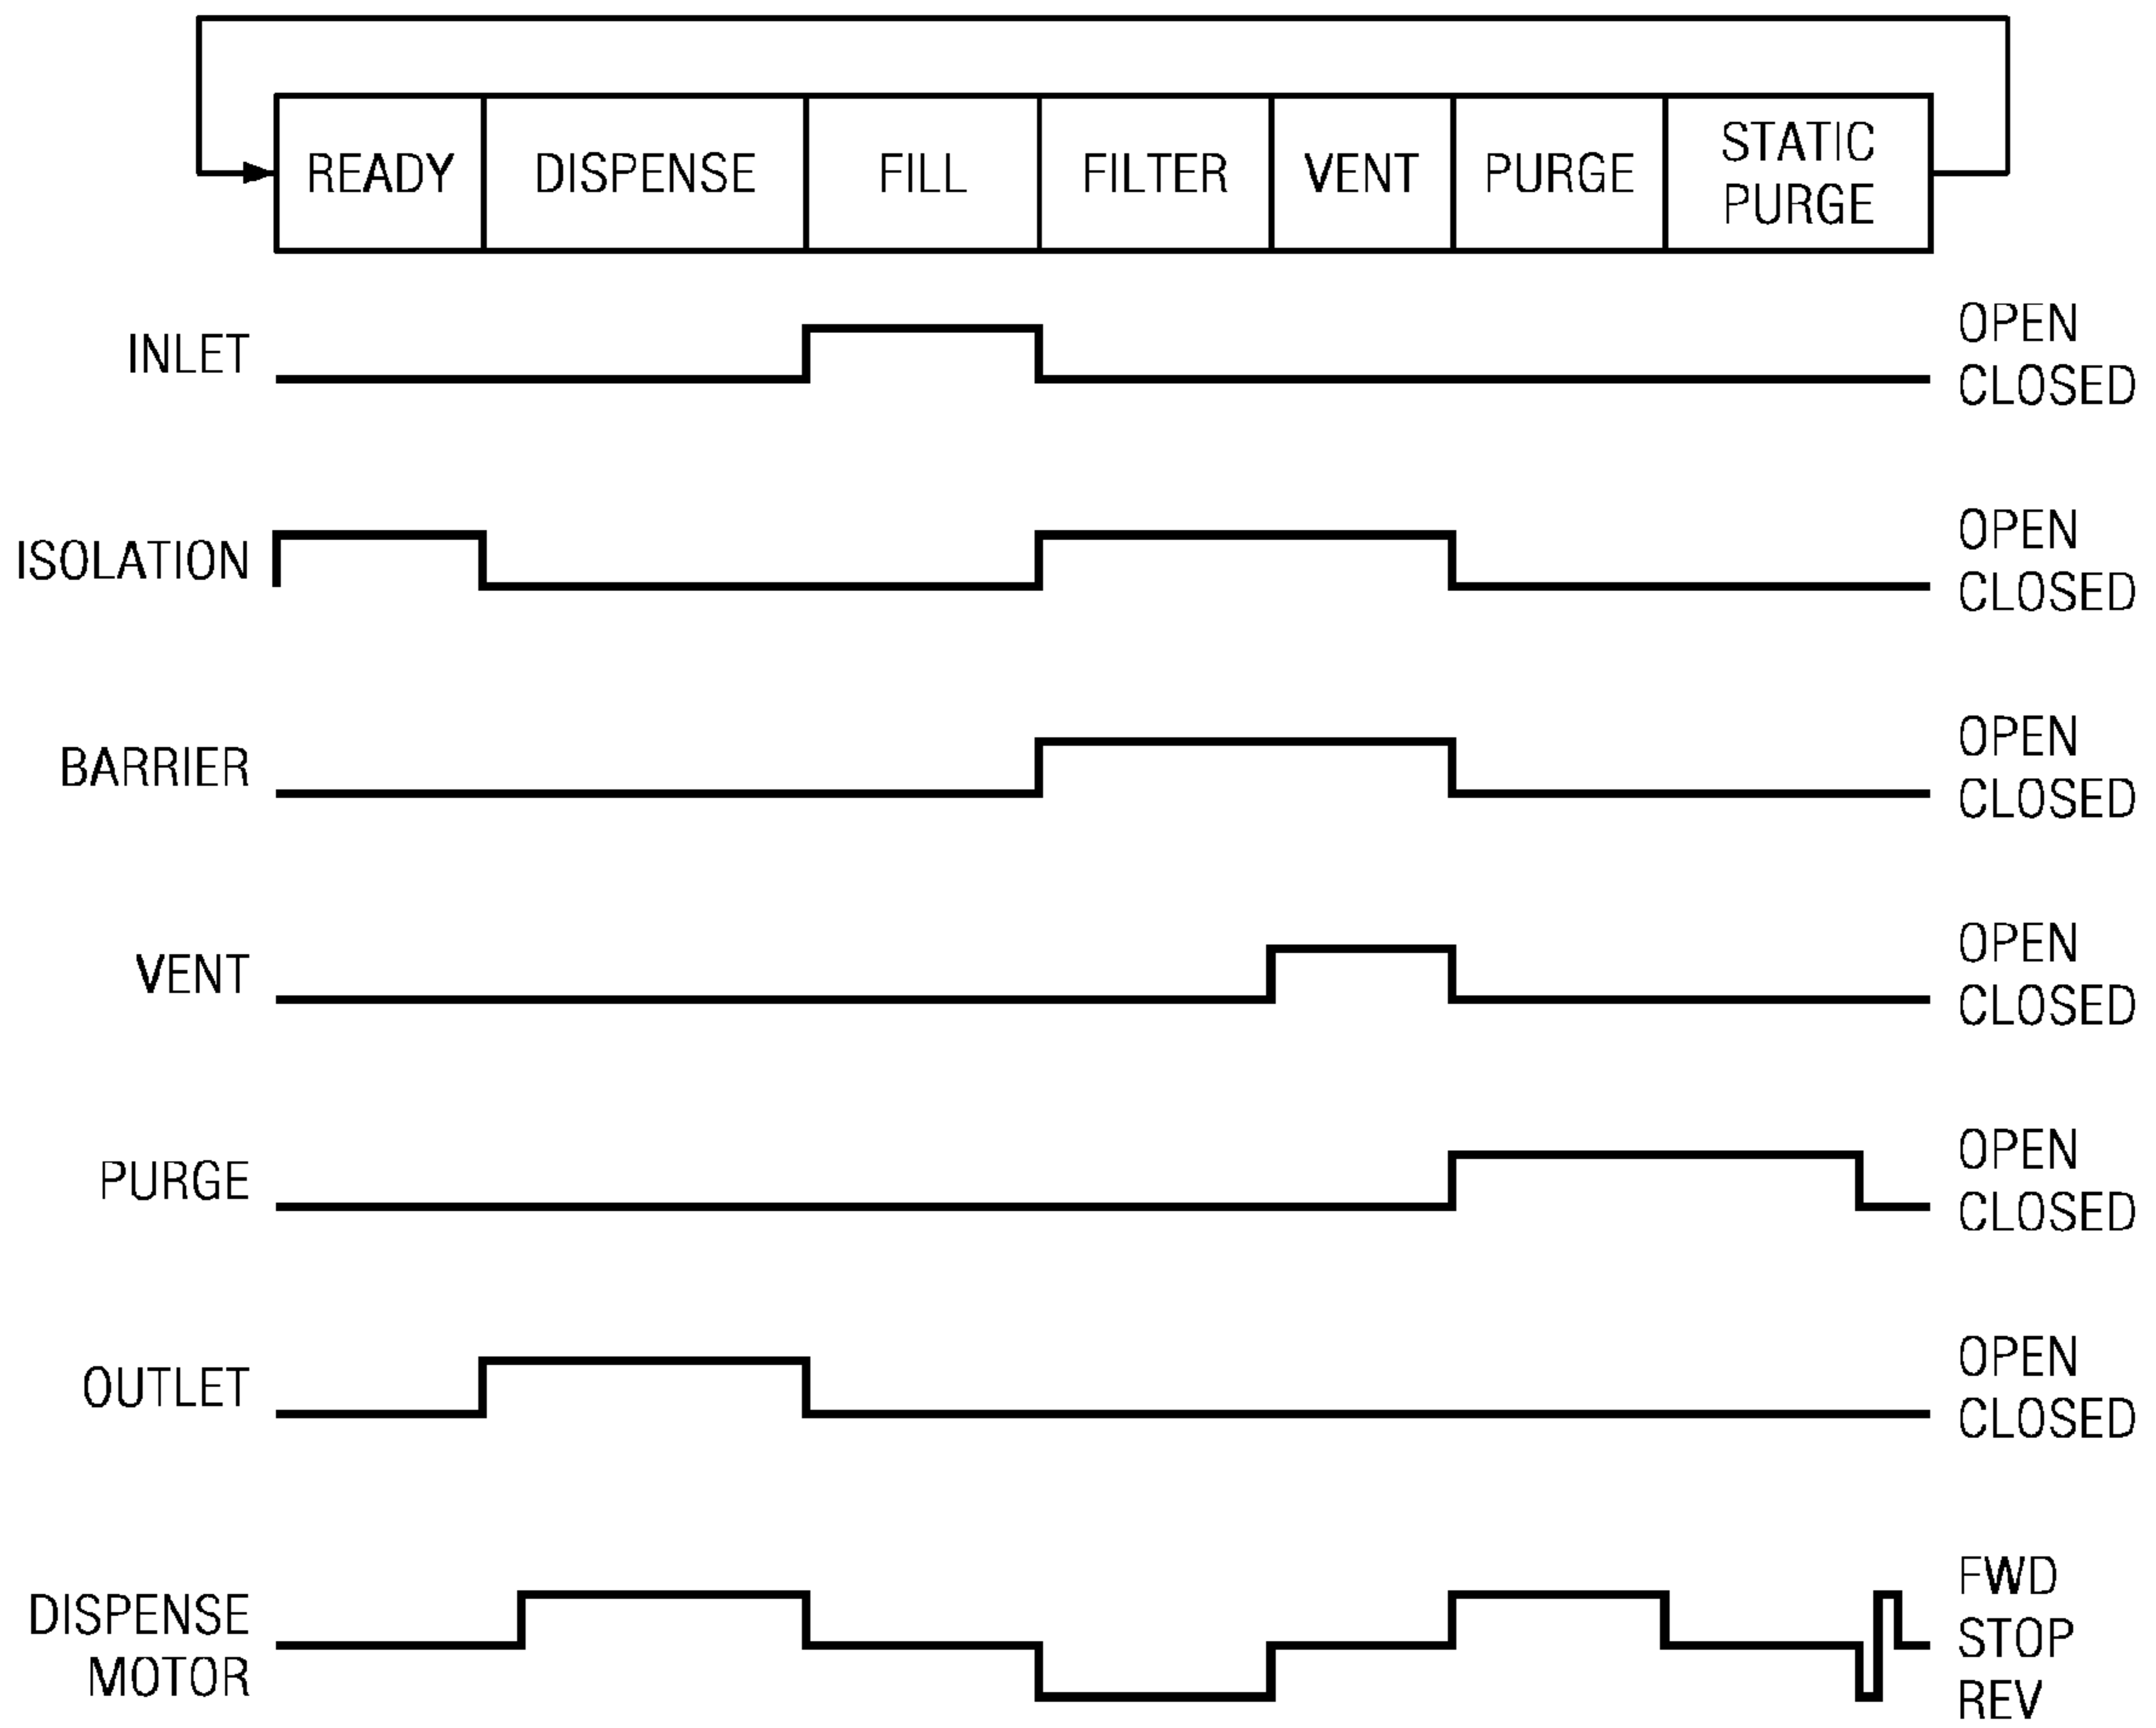 READY DISPENSE FILL FILTER VENT PURGE STATIC
PURGE
INLET OPEN
CLOSED
ISOLATION OPEN
CLOSED
BARRIER OPEN
CLOSED
VENT OPEN
CLOSED
PURGE OPEN
CLOSED
OUTLET OPEN
CLOSED
DISPENSE
MOTOR
FWD
STOP
REV